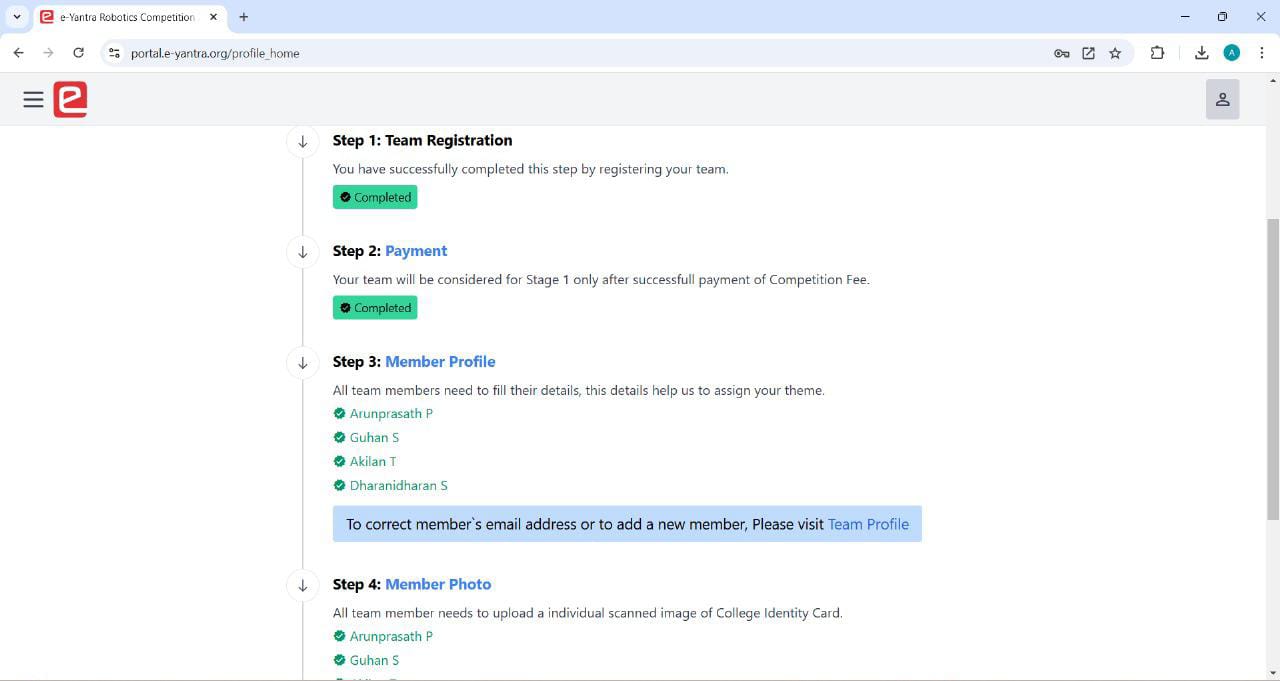 e-Yantra Robotics Competition
portal.e-yantra.org/profile_home
A
e
Step 1: Team Registration
You have successfully completed this step by registering your team.
Completed
Step 2: Payment
Your team will be considered for Stage 1 only after successfull payment of Competition Fee.
Completed
Step 3: Member Profile
All team members need to fill their details, this details help us to assign your theme.
Arunprasath P
Guhan S
Akilan T
Dharanidharan S
To correct member`s email address or to add a new member, Please visit Team Profile
Step 4: Member Photo
All team member needs to upload a individual scanned image of College Identity Card.
Arunprasath P
Guhan S